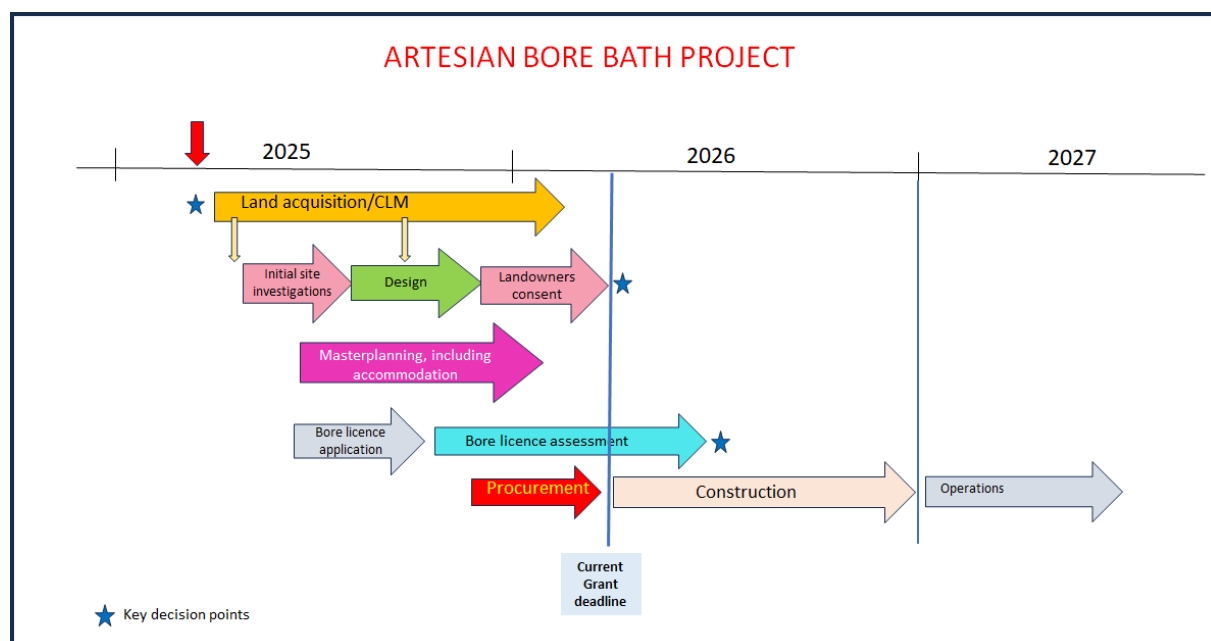 ARTESIAN BORE BATH PROJECT
2025
2026
2027
Land acquisition/CLM
Initial site
investigations
Design
Landowners
consent
Masterplanning, including
accommodation
Bore licence
application
Bore licence assessment
Procurement
Construction
Operations
Current
Grant
deadline
Key decision points